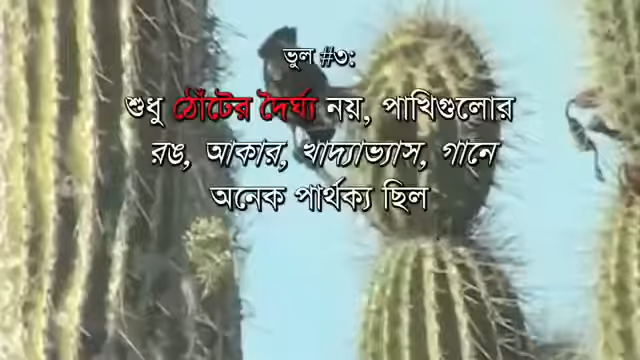 ভুল #৩:
শুধু ঠোঁটের দৈর্ঘ্য নয়, পাখিগুলোর
রঙ, আকার, খাদ্যাভ্যাস, গানে
অনেক পার্থক্য ছিল